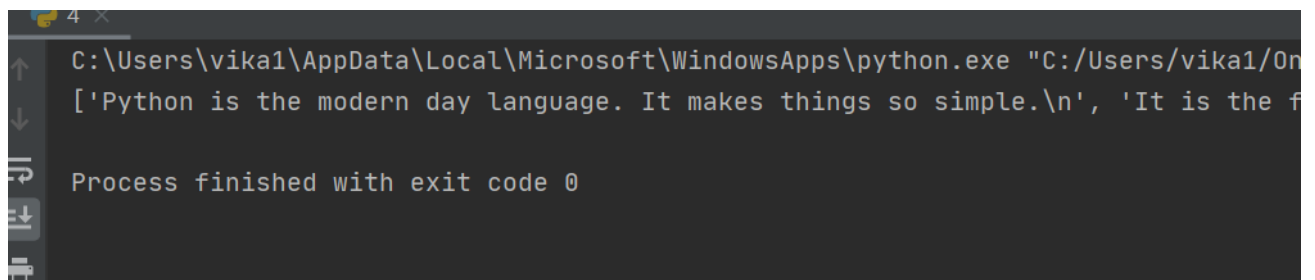 4
C:\Users\vika1\AppData\Local\Microsoft\WindowsApps\python.exe "C:/Users/vika1/On
['Python is the modern day language. It makes things so simple.\n', 'It is the f
Process finished with exit code 0